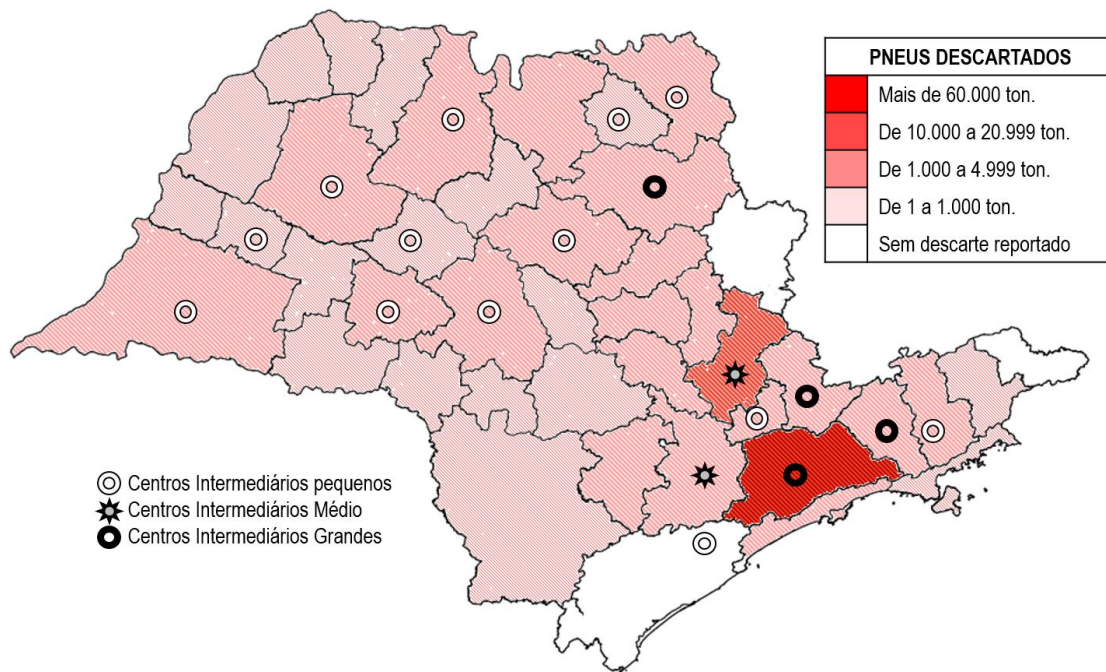 PNEUS DESCARTADOS
Mais de 60.000 ton.
De 10.000 a 20.999 ton.
De 1.000 a 4.999 ton.
De 1 a 1.000 ton.
Sem descarte reportado
Centros Intermediários pequenos
Centros Intermediários Médio
Centros Intermediários Grandes